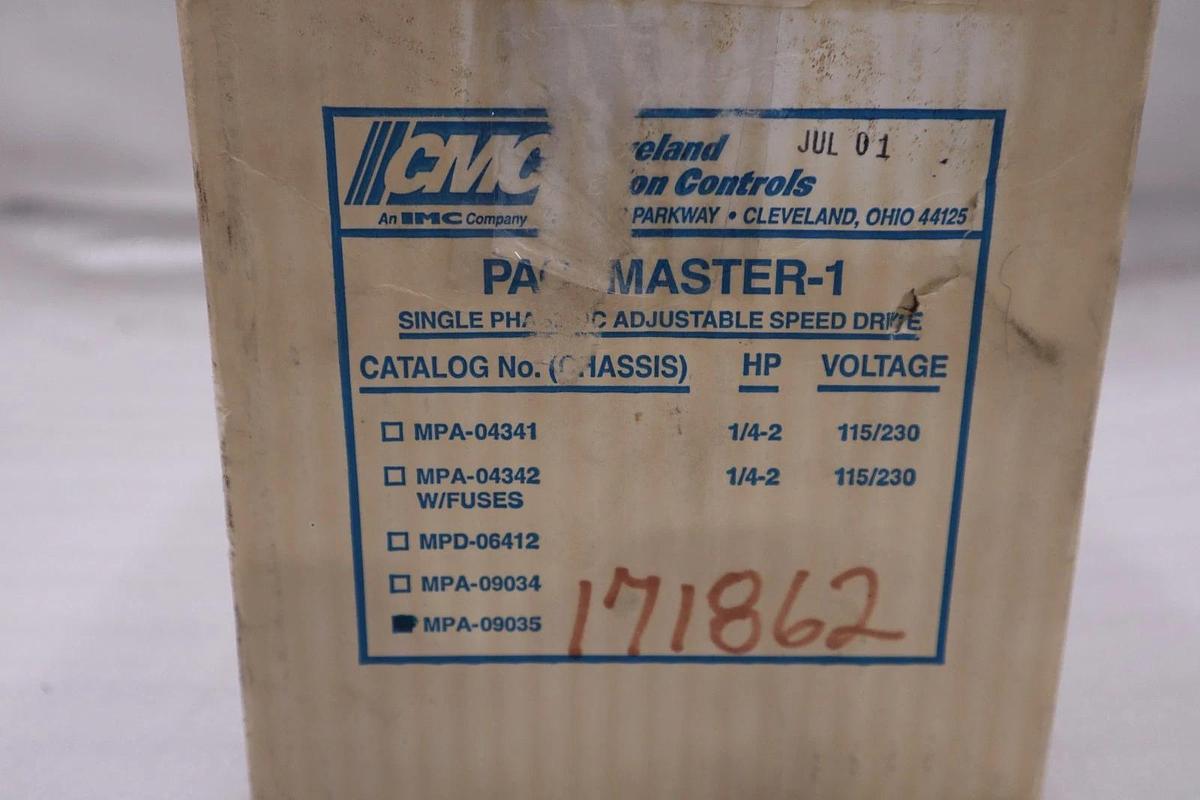 CMC eland JUL 01
on Controls
An IMC Company PARKWAY • CLEVELAND, OHIO 44125
PAC MASTER-1
SINGLE PHA DC ADJUSTABLE SPEED DRIVE
CATALOG No. (CHASSIS) HP VOLTAGE
MPA-04341 1/4-2 115/230
MPA-04342 1/4-2 115/230
W/FUSES
MPD-06412
MPA-09034
MPA-09035
171862